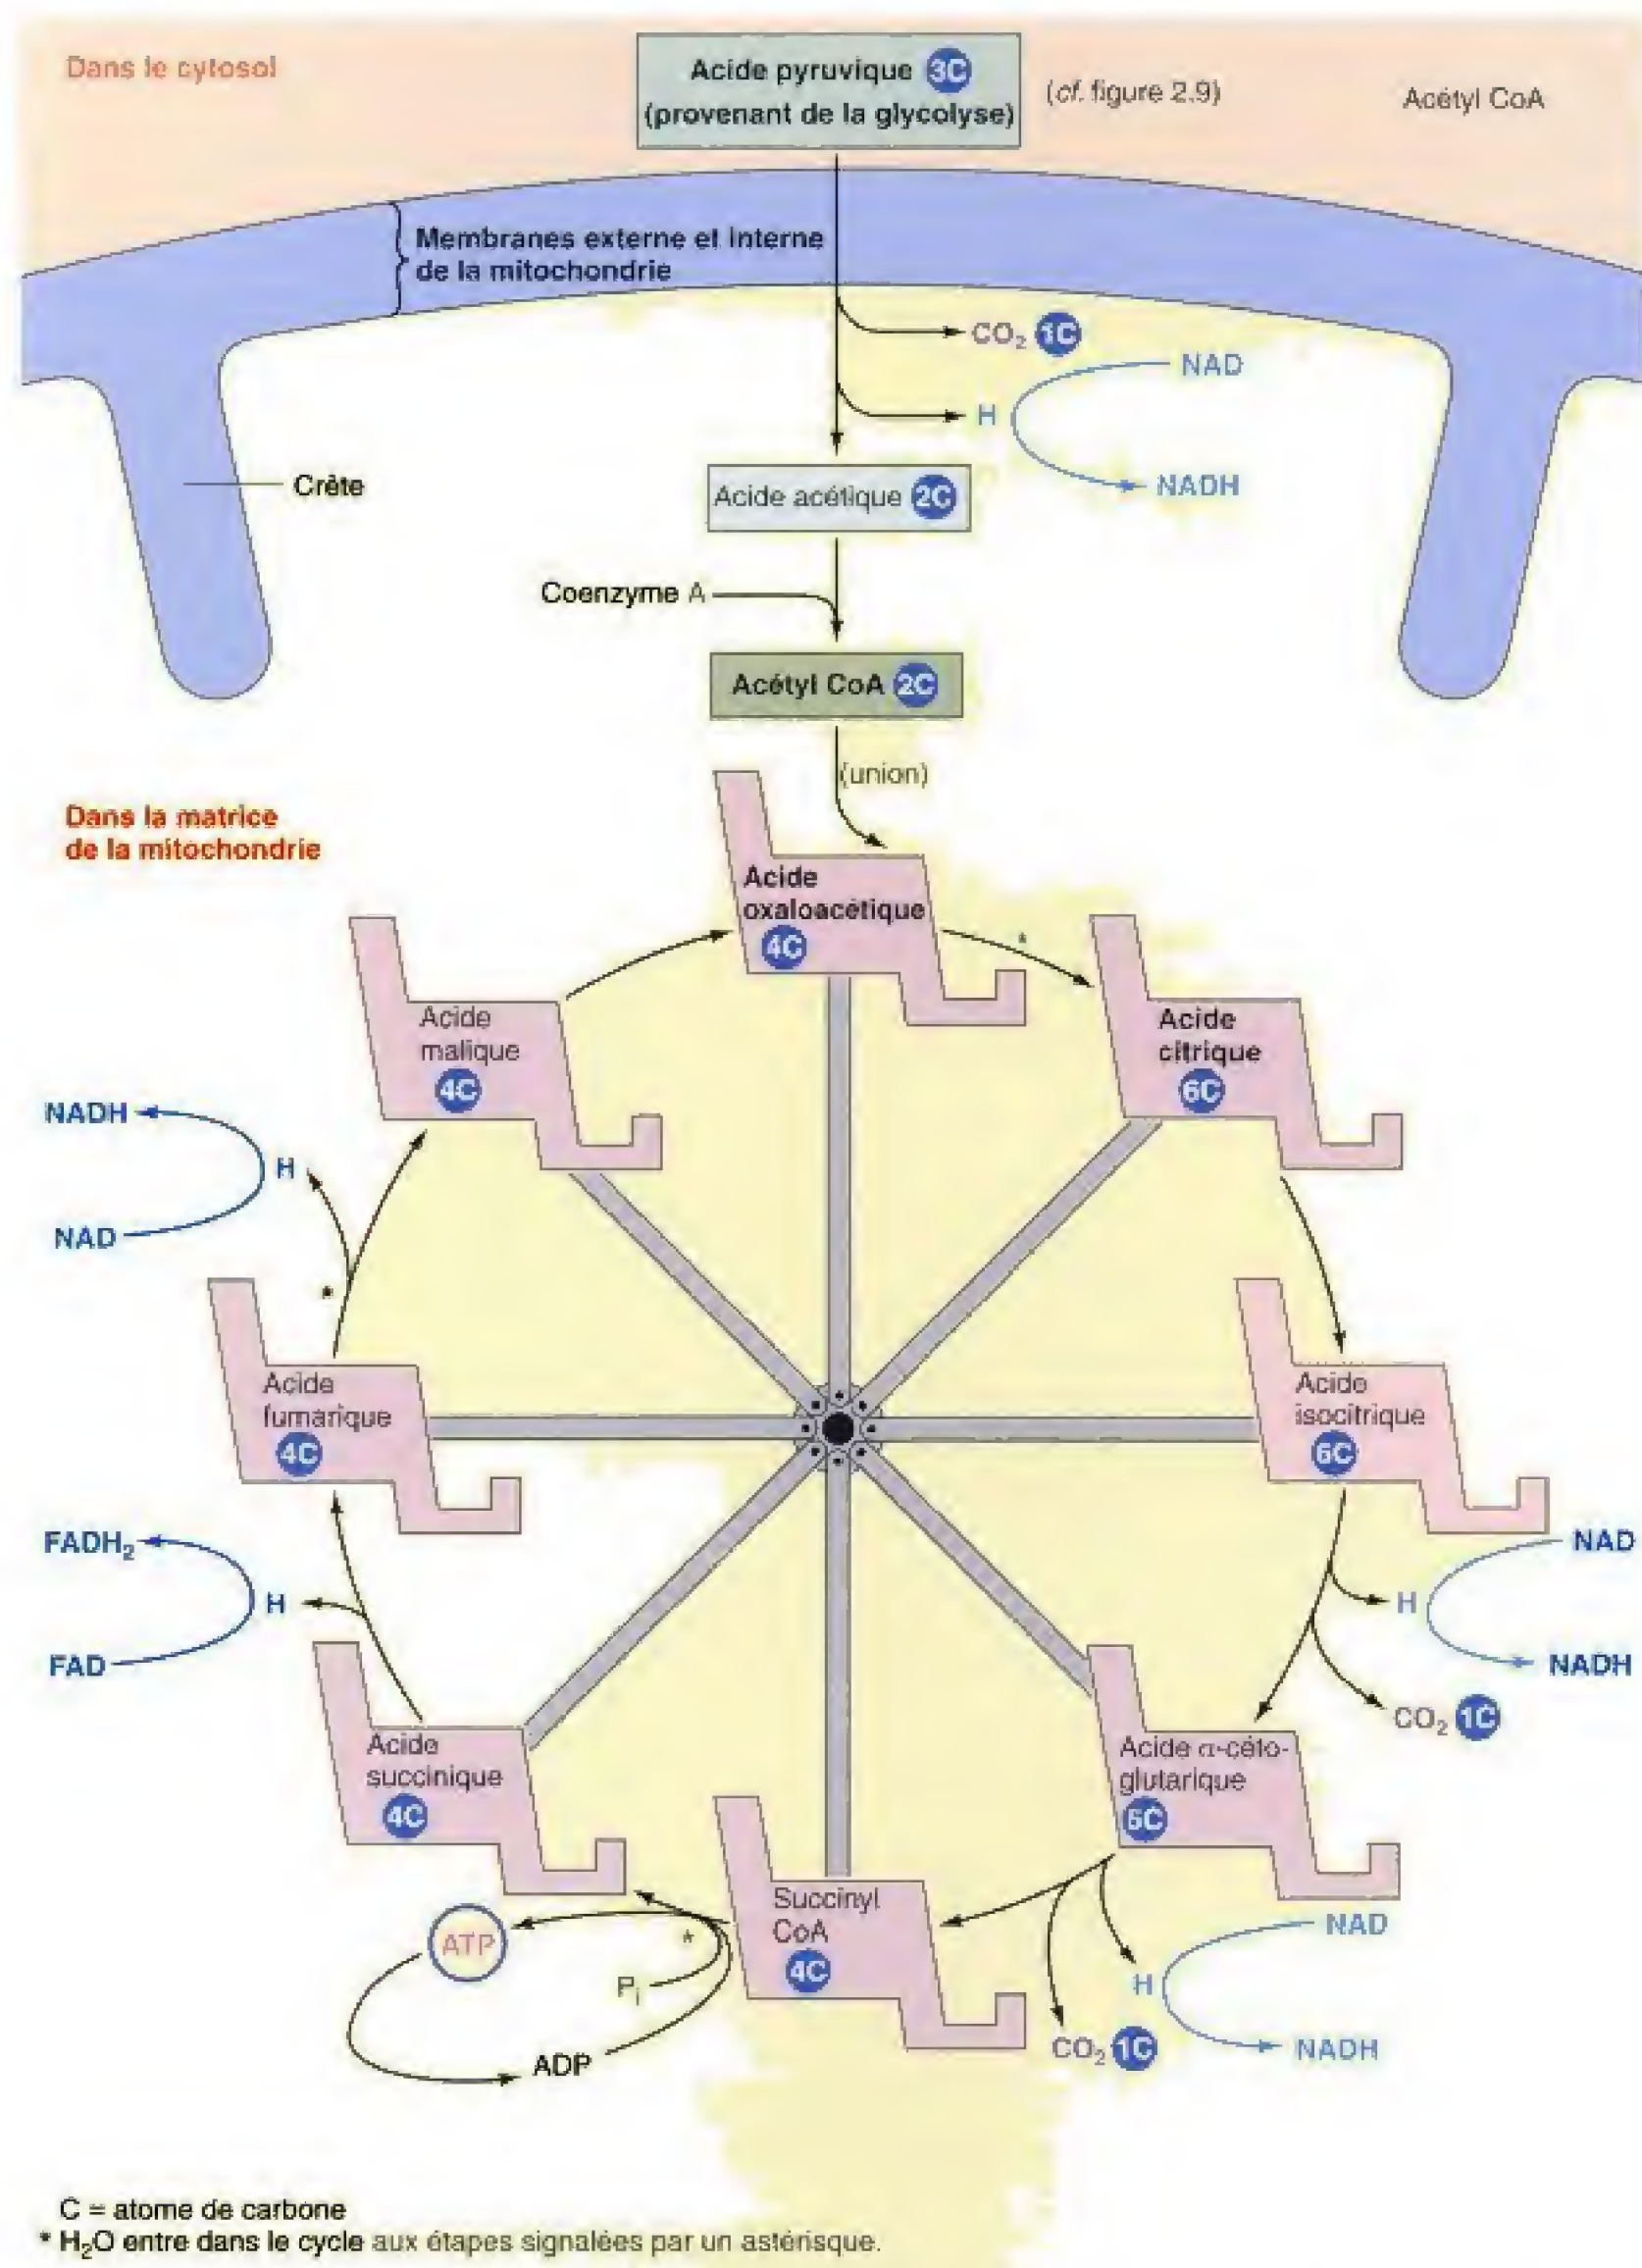 Dans le cytosol
Acide pyruvique 3C
(provenant de la glycolyse)
(cf. figure 2.9)
Acétyl CoA
Membranes externe et interne
de la mitochondrie
CO₂ 1C
NAD
H
NADH
Crête
Acide acétique 2C
Coenzyme A
Acétyl CoA 2C
(union)
Dans la matrice
de la mitochondrie
Acide
oxaloacétique
4C
*
Acide
malique
4C
Acide
citrique
6C
NADH
H
NAD
*
Acide
fumarique
4C
Acide
isocitrique
6C
FADH₂
H
FAD
NAD
H
NADH
CO₂ 1C
Acide
succinique
4C
Acide α-céto-
glutarique
6C
Succinyl
CoA
4C
ATP
*
Pi
ADP
NAD
H
CO₂ 1C
NADH
C = atome de carbone
* H₂O entre dans le cycle aux étapes signalées par un astérisque.